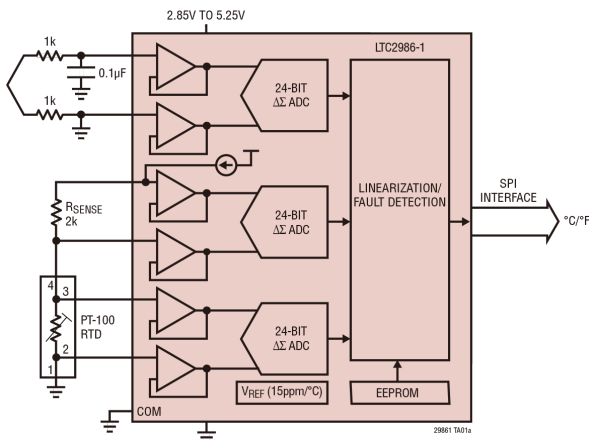 2.85V TO 5.25V
LTC2986-1
1k
0.1µF
1k
24-BIT
ΔΣ ADC
RSENSE
2k
24-BIT
ΔΣ ADC
LINEARIZATION/
FAULT DETECTION
SPI
INTERFACE
°C/°F
4
3
PT-100
RTD
2
1
24-BIT
ΔΣ ADC
VREF (15ppm/°C)
EEPROM
COM
29861 TA01a